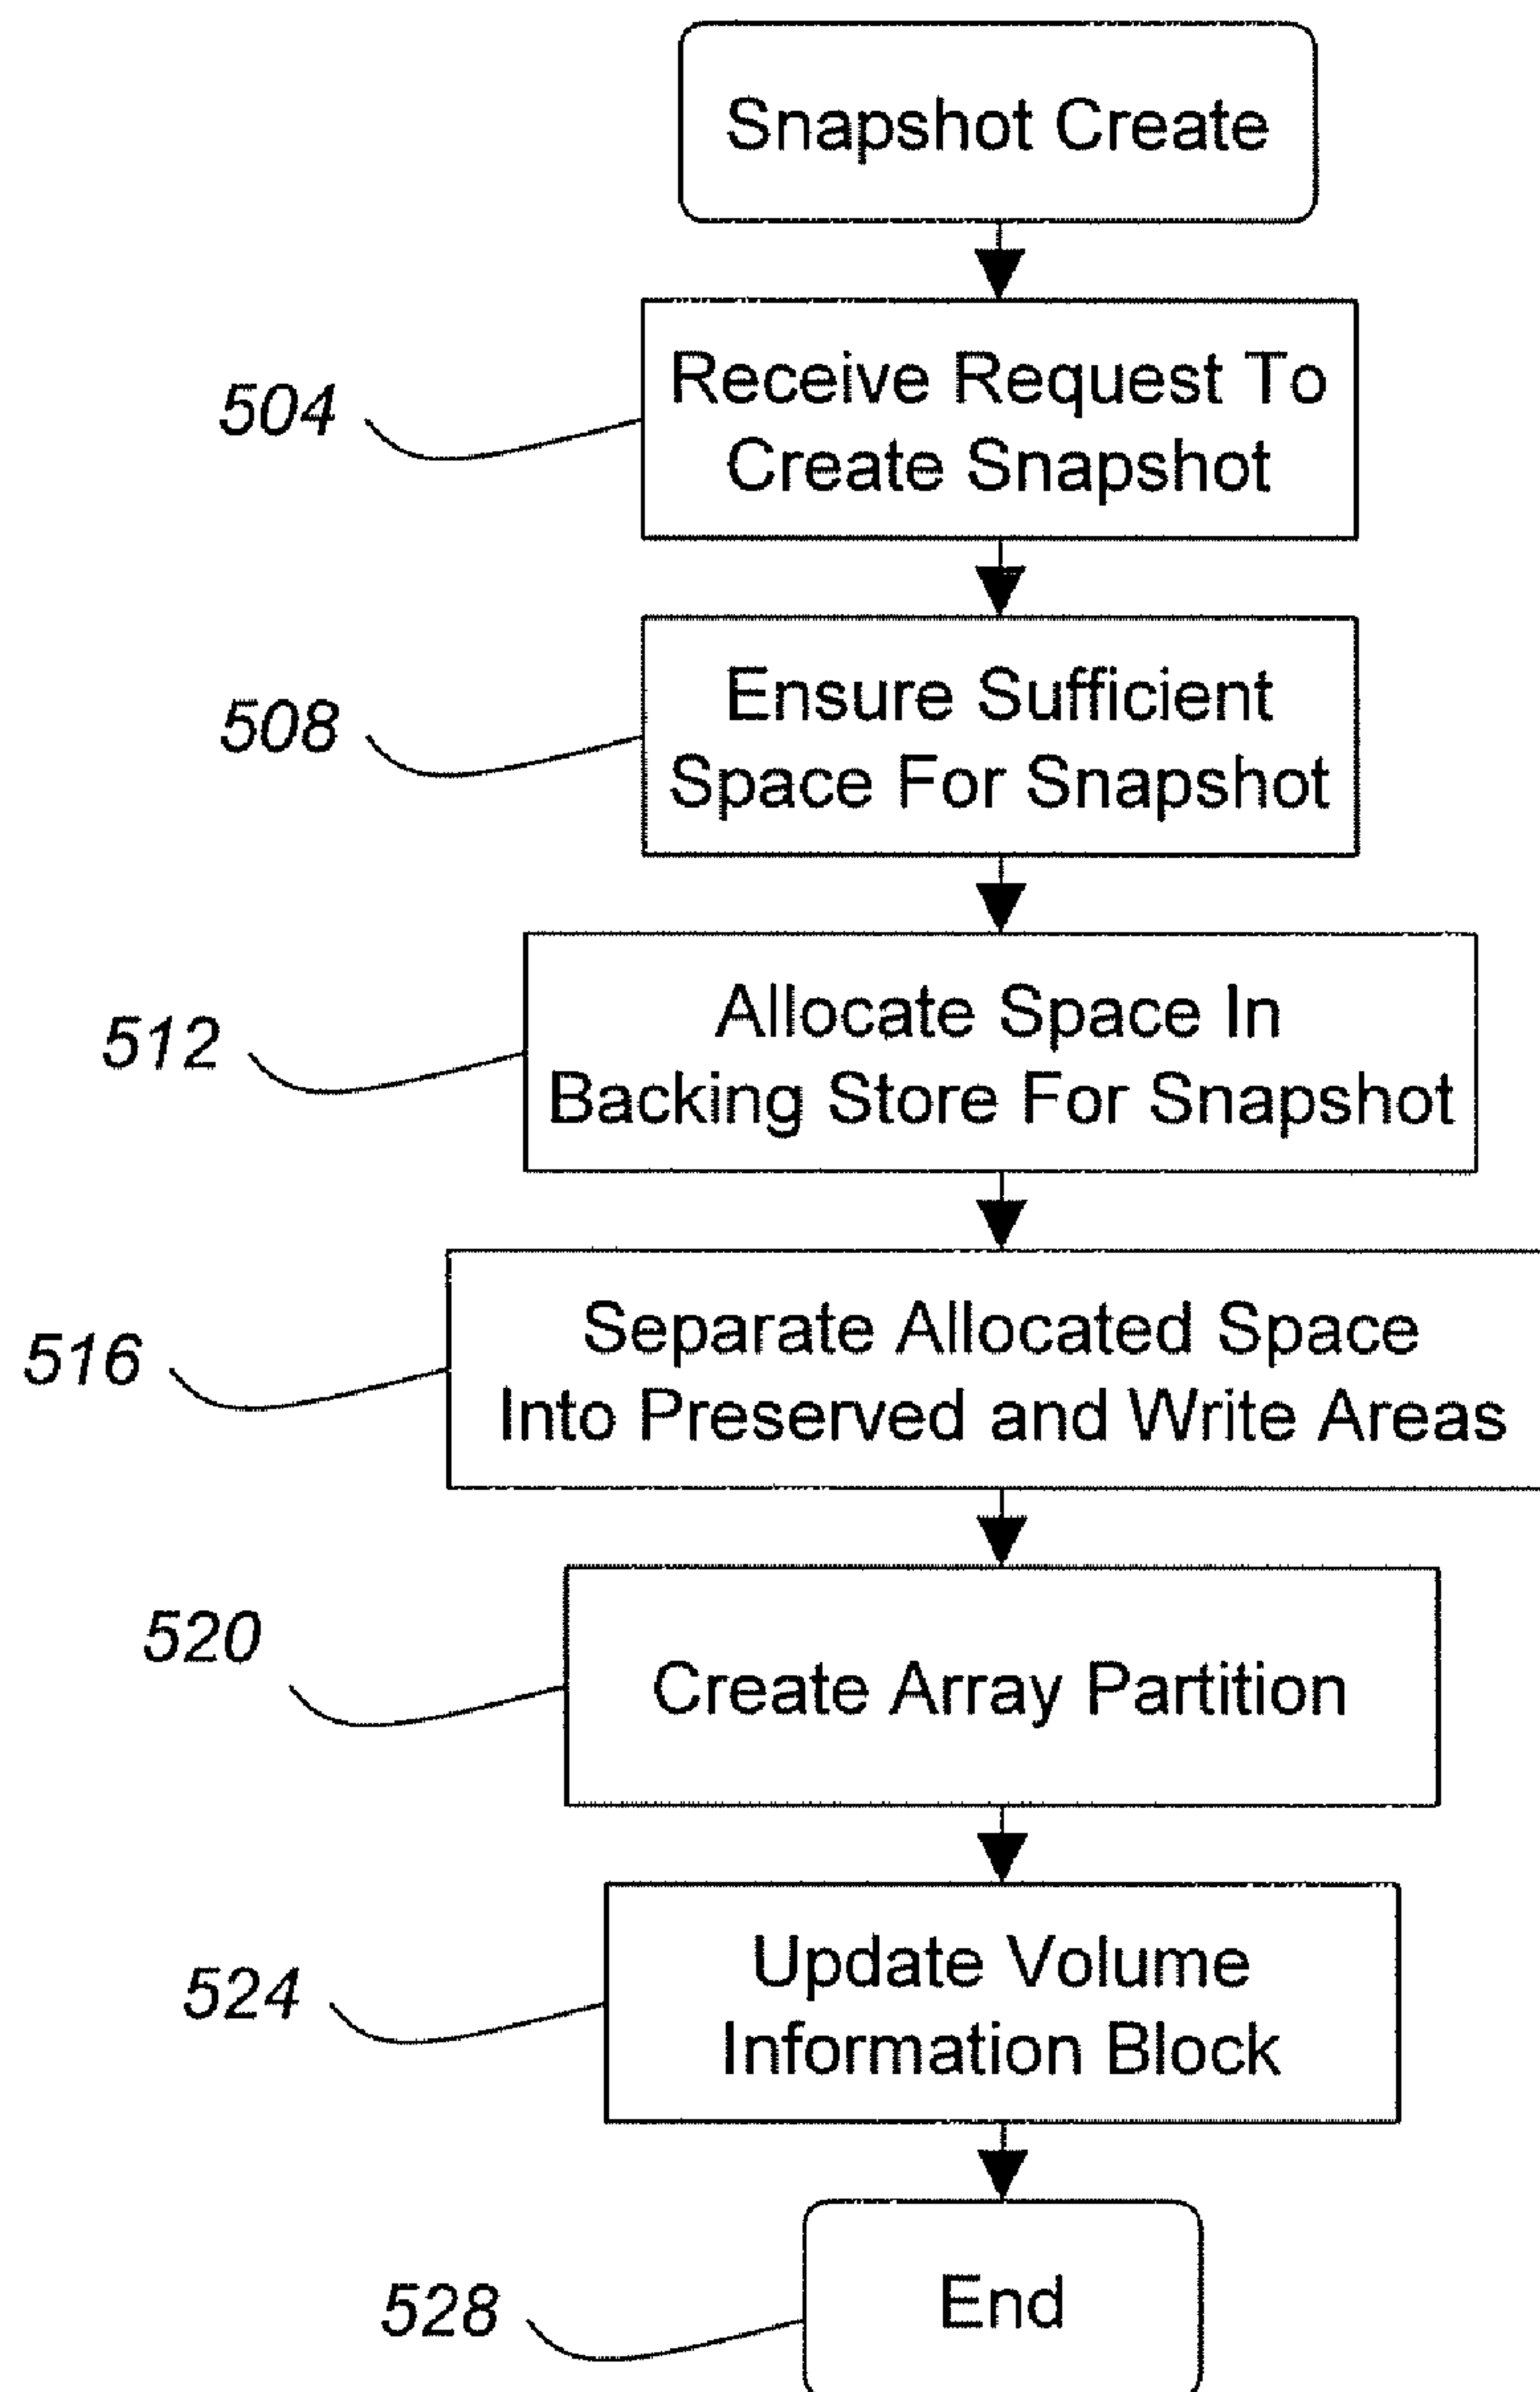 Snapshot Create
504
Receive Request To
Create Snapshot
508
Ensure Sufficient
Space For Snapshot
512
Allocate Space In
Backing Store For Snapshot
516
Separate Allocated Space
Into Preserved and Write Areas
520
Create Array Partition
524
Update Volume
Information Block
528
End